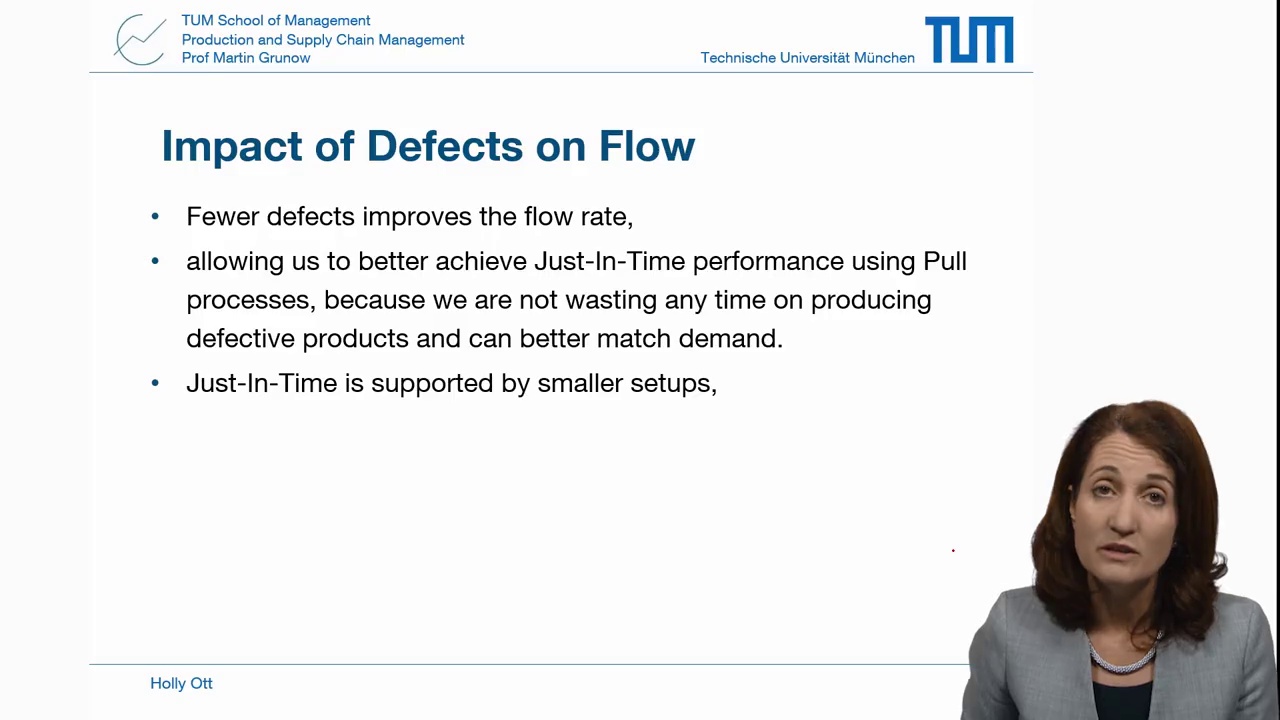 TUM School of Management
Production and Supply Chain Management
Prof Martin Grunow
Technische Universität München
TUM
Impact of Defects on Flow
• Fewer defects improves the flow rate,
• allowing us to better achieve Just-In-Time performance using Pull
processes, because we are not wasting any time on producing
defective products and can better match demand.
• Just-In-Time is supported by smaller setups,
Holly Ott